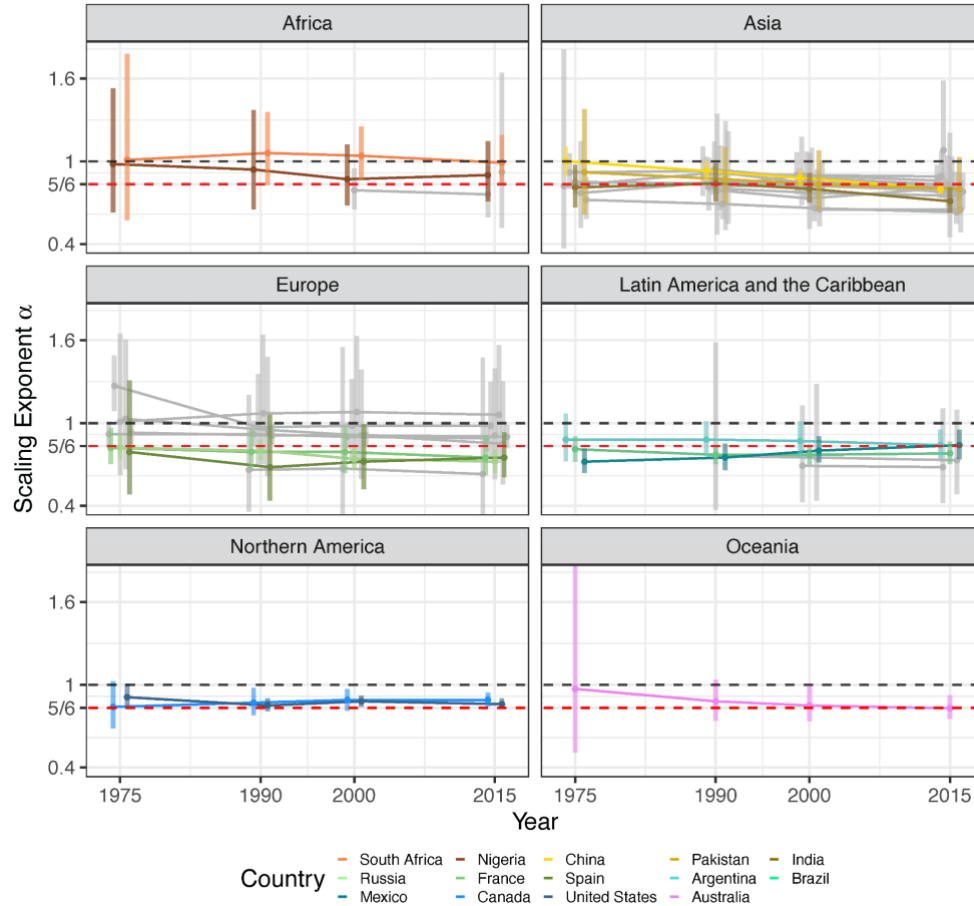 Africa
Asia
1.6
1
5/6
0.4
Europe
Latin America and the Caribbean
1.6
1
5/6
0.4
Scaling Exponent α
Northern America
Oceania
1.6
1
5/6
0.4
1975 1990 2000 2015
1975 1990 2000 2015
Year
Country
South Africa Nigeria China Pakistan India
Russia France Spain Argentina Brazil
Mexico Canada United States Australia